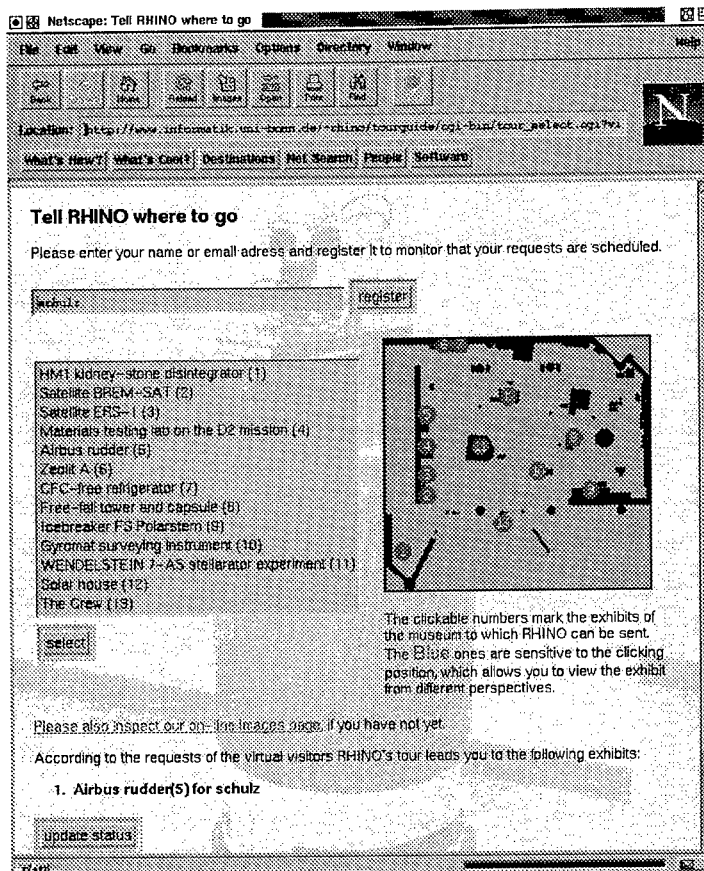 Netscape: Tell RHINO where to go
File Edit View Go Bookmarks Options Directory Window Help
Back Home Reload Images Open Print Find
N
Location: http://www.informatik.uni-bonn.de/~rhino/tourguide/cgi-bin/tour_select.cgi?vi
What's New? What's Cool? Destinations Net Search People Software
Tell RHINO where to go
Please enter your name or email adress and register it to monitor that your requests are scheduled.
schulz register
HM1 kidney-stone disintegrator (1)
Satellite BREM-SAT (2)
Satellite ERS-1 (3)
Materials testing lab on the D2 mission (4)
Airbus rudder (5)
Zeolit A (6)
CFC-free refrigerator (7)
Free-fall tower and capsule (8)
Icebreaker FS Polarstern (9)
Gyromat surveying instrument (10)
WENDELSTEIN 7-AS stellarator experiment (11)
Solar house (12)
The Crew (13)
select
The clickable numbers mark the exhibits of
the museum to which RHINO can be sent.
The Blue ones are sensitive to the clicking
position, which allows you to view the exhibit
from different perspectives.
Please also inspect our on-line images page, if you have not yet.
According to the requests of the virtual visitors RHINO's tour leads you to the following exhibits:
1. Airbus rudder(5) for schulz
update status